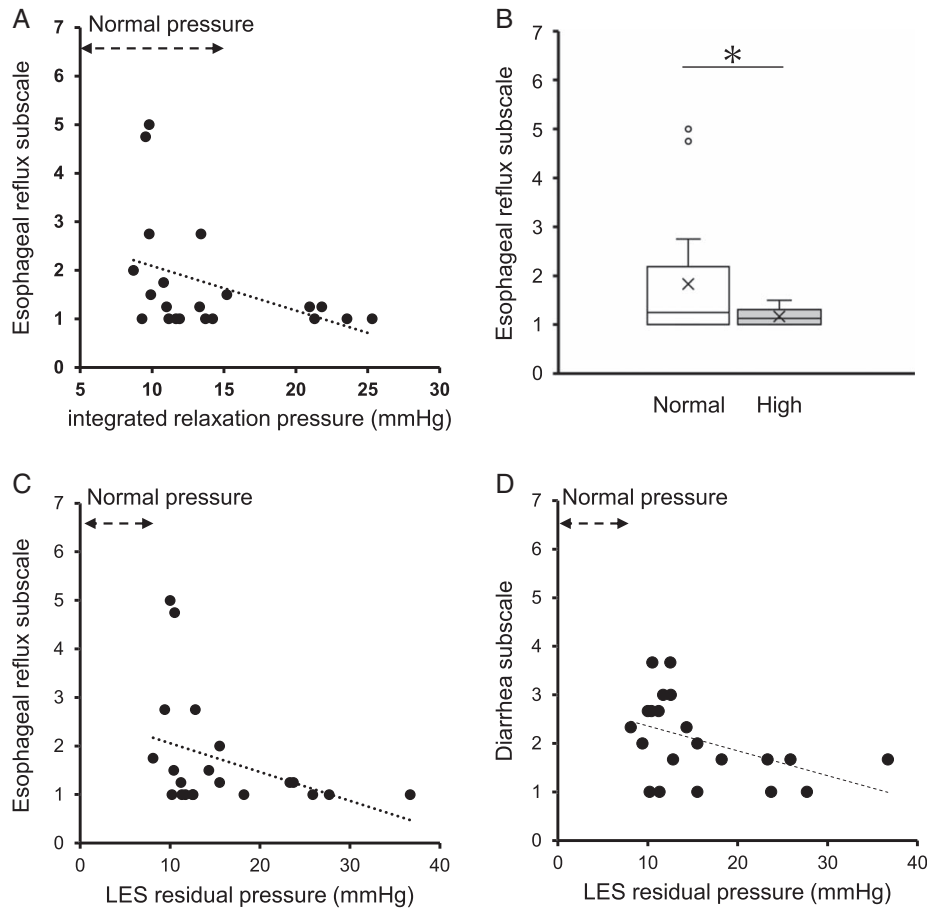 A
Normal pressure
7
6
5
4
3
2
1
0
Esophageal reflux subscale
5 10 15 20 25 30
integrated relaxation pressure (mmHg)
B
*
7
6
5
4
3
2
1
0
Esophageal reflux subscale
Normal High
C
Normal pressure
7
6
5
4
3
2
1
0
Esophageal reflux subscale
0 10 20 30 40
LES residual pressure (mmHg)
D
Normal pressure
7
6
5
4
3
2
1
0
Diarrhea subscale
0 10 20 30 40
LES residual pressure (mmHg)